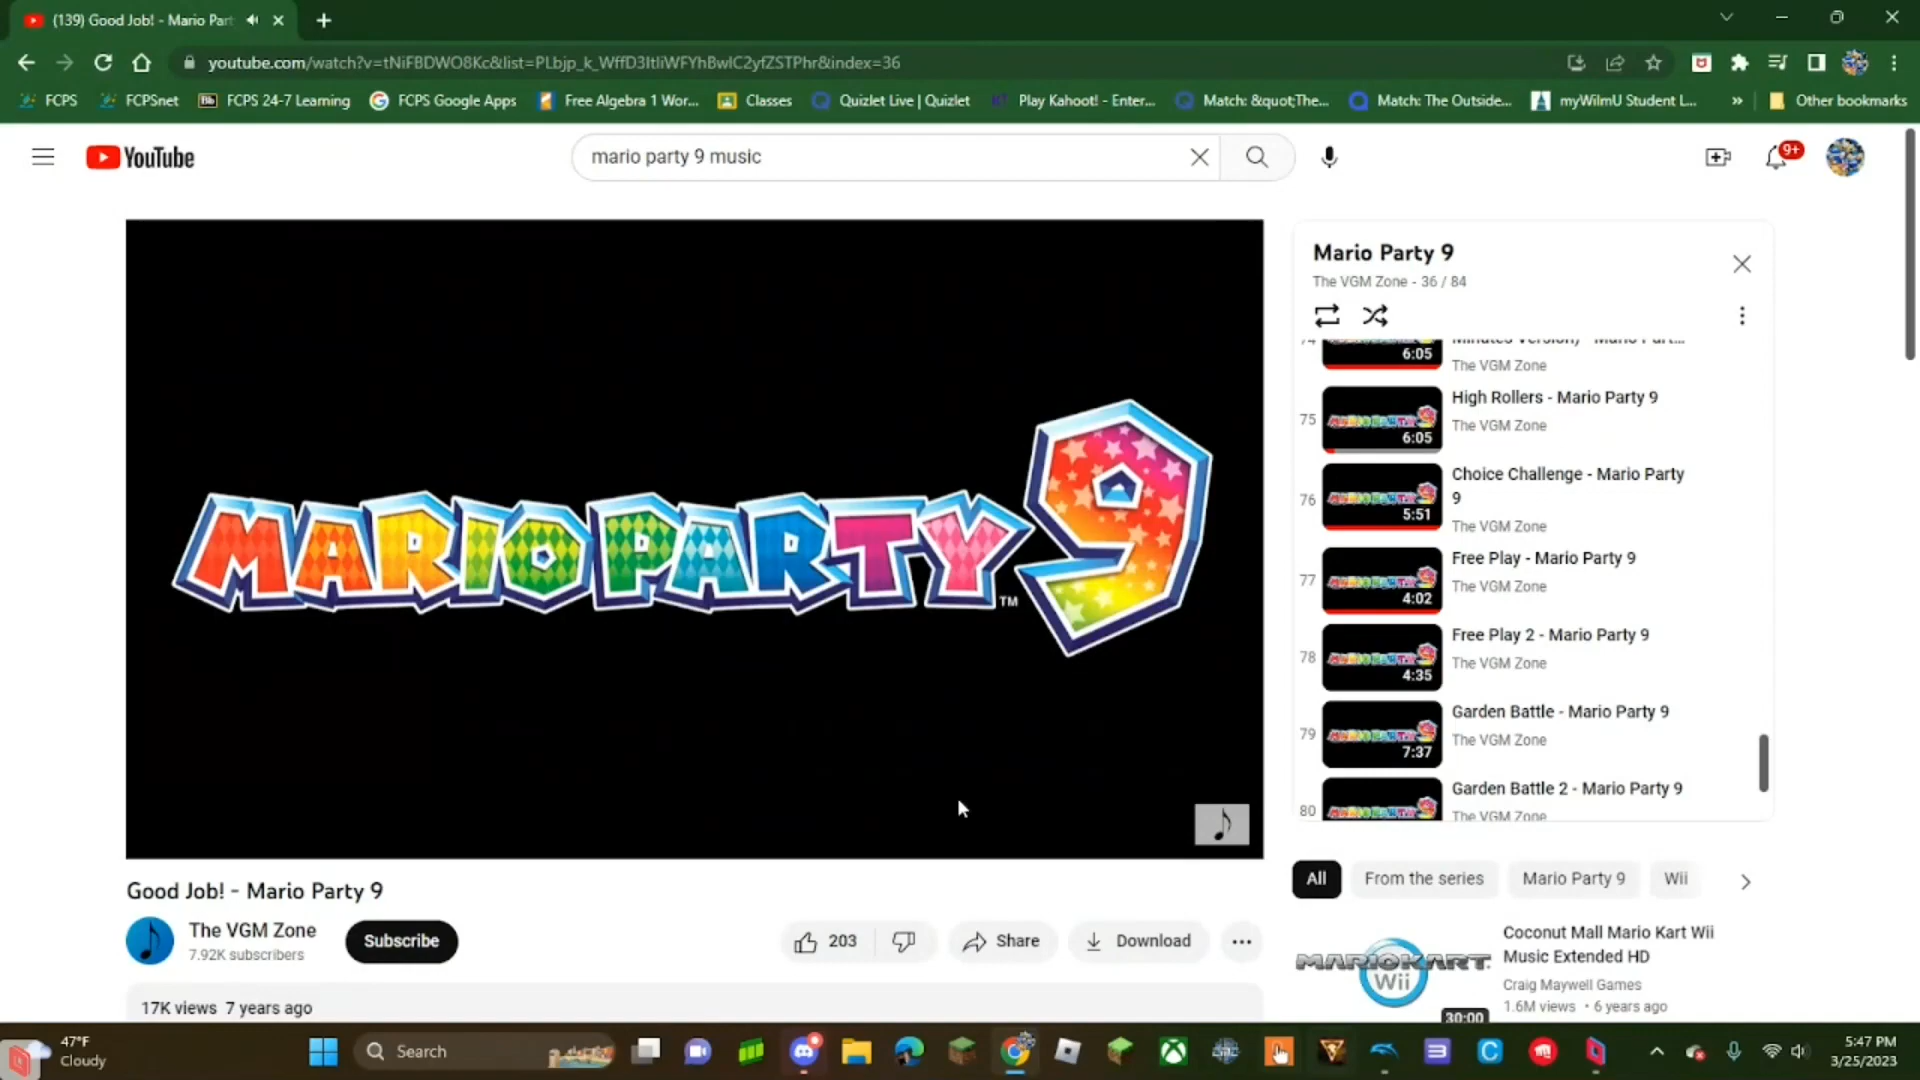 (139) Good Job! - Mario Part
youtube.com/watch?v=tNiFBDWO8Kc&list=PLbjp_k_WffD3ItIiWFYhBwIC2yfZSTPhr&index=36
FCPS
FCPSnet
Bb
FCPS 24-7 Learning
FCPS Google Apps
Free Algebra 1 Wor...
Classes
Quizlet Live | Quizlet
Play Kahoot! - Enter...
Match: &quot;The...
Match: The Outside...
myWilmU Student L...
»
Other bookmarks
YouTube
mario party 9 music
9+
MARIO PARTY 9
TM
Mario Party 9
The VGM Zone - 36 / 84
74
6:05
The VGM Zone
75
6:05
High Rollers - Mario Party 9
The VGM Zone
76
5:51
Choice Challenge - Mario Party
9
The VGM Zone
77
4:02
Free Play - Mario Party 9
The VGM Zone
78
4:35
Free Play 2 - Mario Party 9
The VGM Zone
79
7:37
Garden Battle - Mario Party 9
The VGM Zone
80
Garden Battle 2 - Mario Party 9
The VGM Zone
Good Job! - Mario Party 9
The VGM Zone
7.92K subscribers
Subscribe
203
Share
Download
17K views 7 years ago
All
From the series
Mario Party 9
Wii
MARIOKART
Wii
30:00
Coconut Mall Mario Kart Wii
Music Extended HD
Craig Maywell Games
1.6M views • 6 years ago
47°F
Cloudy
Search
5:47 PM
3/25/2023